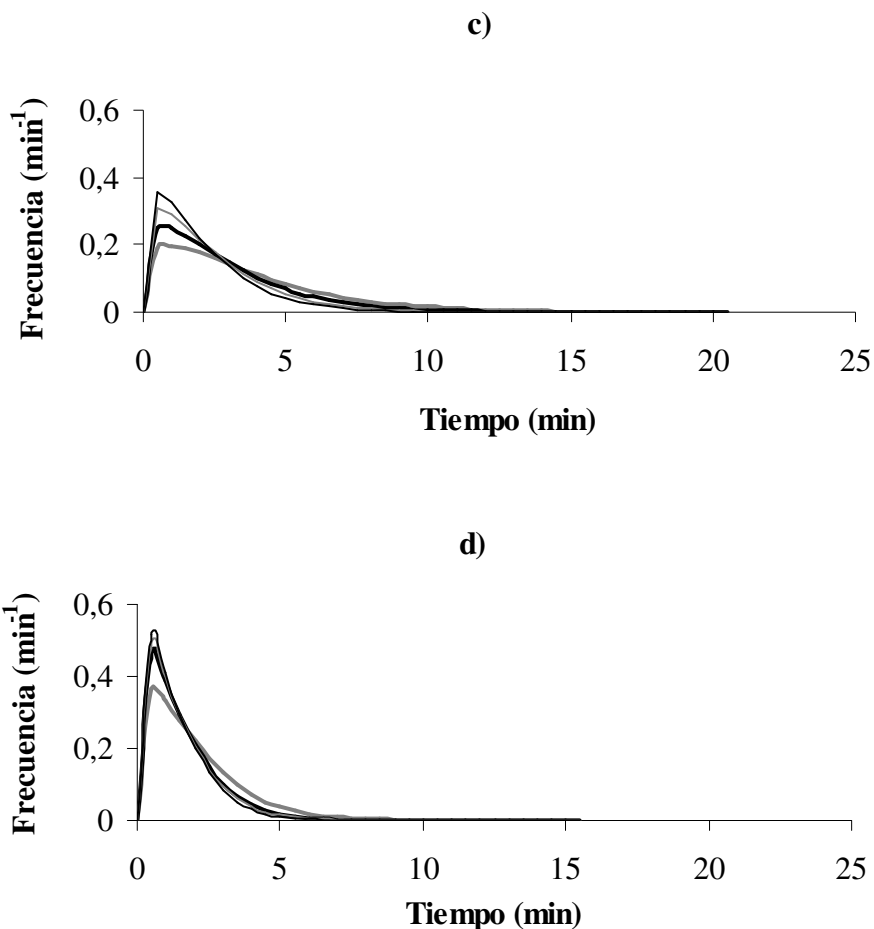 c)
Frecuencia (min-1)
0,6
0,4
0,2
0
0 5 10 15 20 25
Tiempo (min)
d)
Frecuencia (min-1)
0,6
0,4
0,2
0
0 5 10 15 20 25
Tiempo (min)